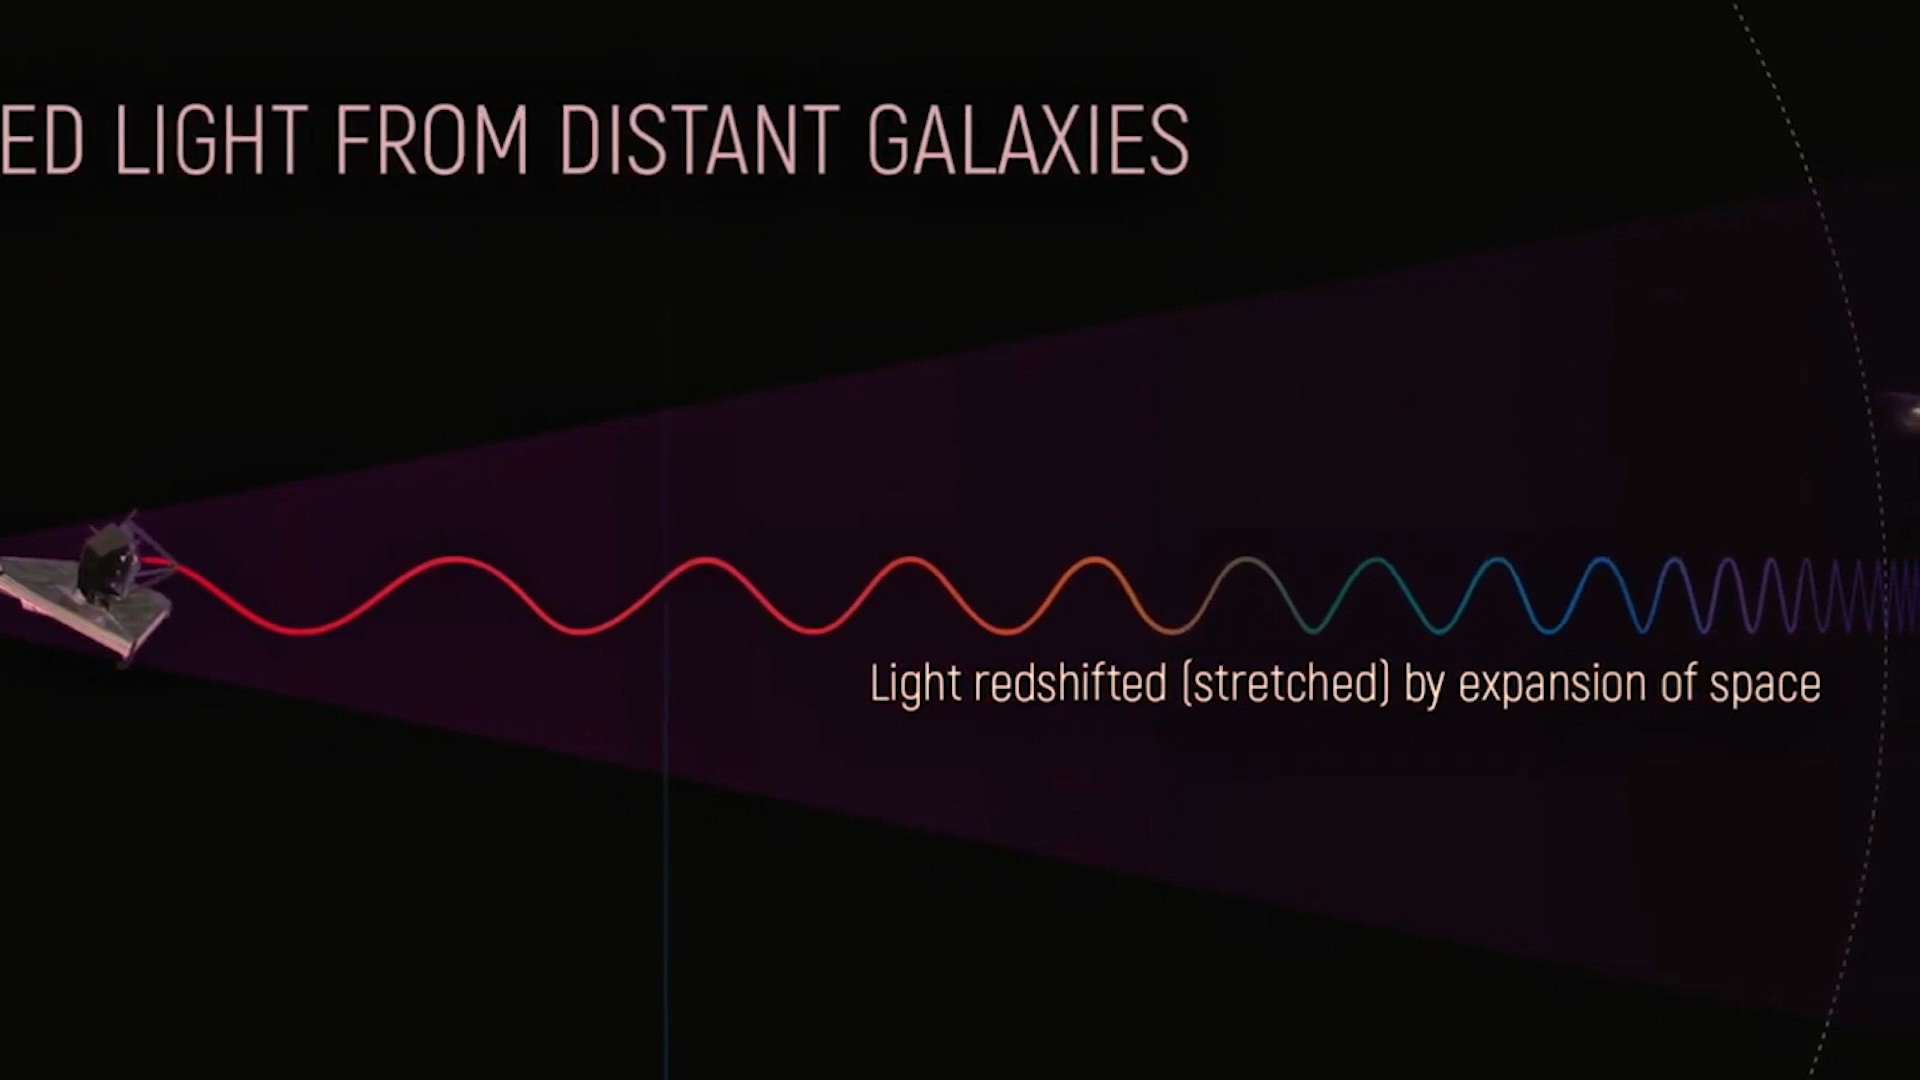 ED LIGHT FROM DISTANT GALAXIES
Light redshifted (stretched) by expansion of space